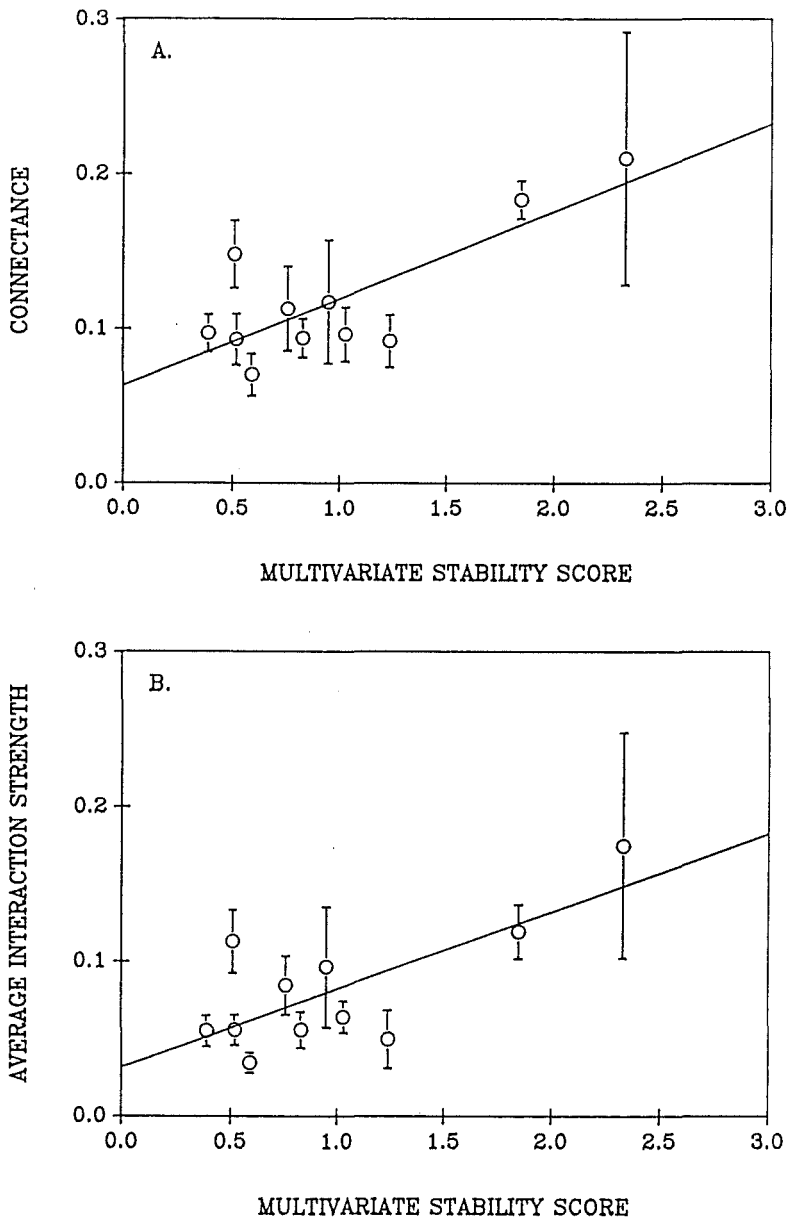 A.
CONNECTANCE
0.3
0.2
0.1
0.0
0.0 0.5 1.0 1.5 2.0 2.5 3.0
MULTIVARIATE STABILITY SCORE
B.
AVERAGE INTERACTION STRENGTH
0.3
0.2
0.1
0.0
0.0 0.5 1.0 1.5 2.0 2.5 3.0
MULTIVARIATE STABILITY SCORE